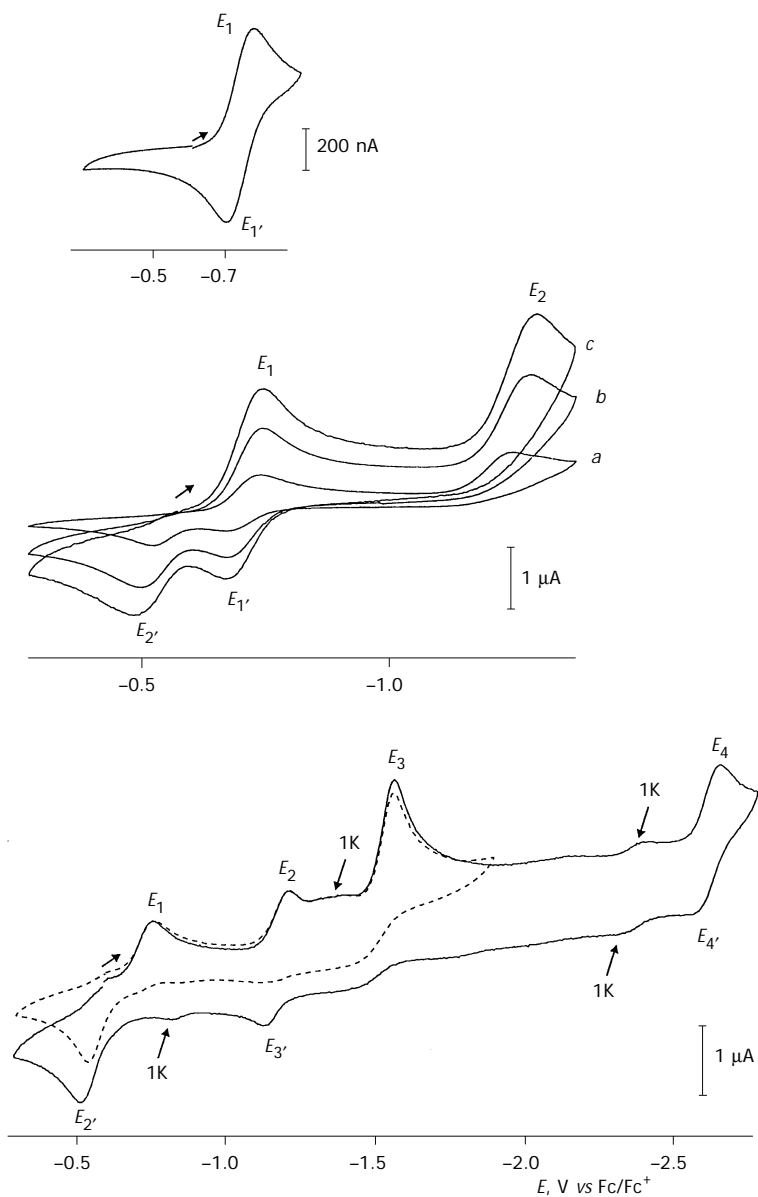 E1
200 nA
E1′
–0.5 –0.7
E2
c
E1
b
a
1 μA
E1′
E2′
–0.5 –1.0
E4
E3
1K
1K
E2
E1
E4′
1K
E3′
1K
1 μA
E2′
–0.5 –1.0 –1.5 –2.0 –2.5
E, V vs Fc/Fc+